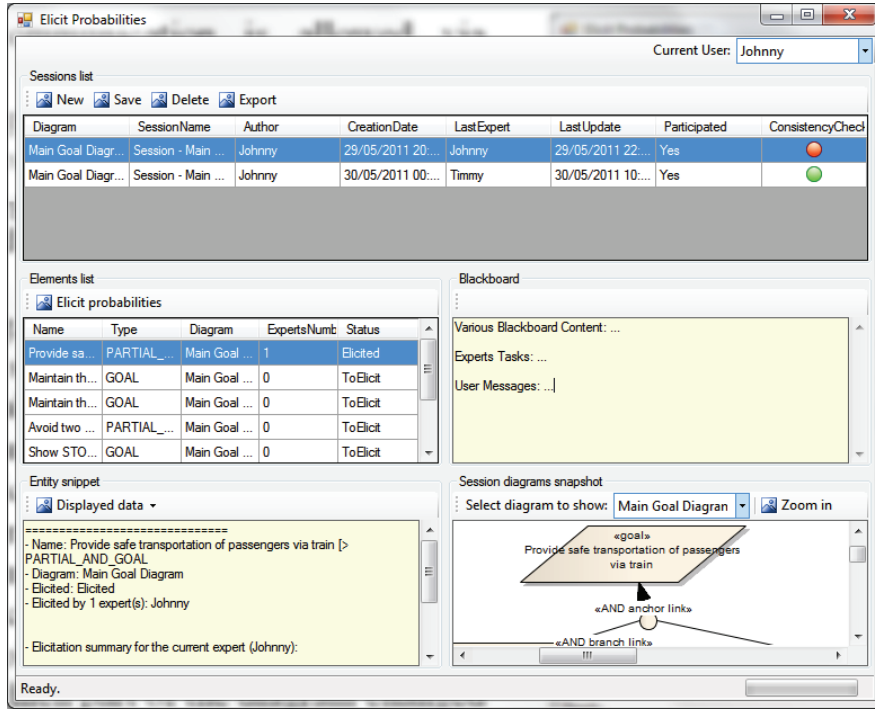 Elicit Probabilities
Current User: Johnny
Sessions list
New Save Delete Export
Diagram SessionName Author CreationDate LastExpert LastUpdate Participated ConsistencyCheck
Main Goal Diagr... Session - Main ... Johnny 29/05/2011 20:... Johnny 29/05/2011 22:... Yes
Main Goal Diagr... Session - Main ... Johnny 30/05/2011 00:... Timmy 30/05/2011 10:... Yes
Elements list
Elicit probabilities
Name Type Diagram ExpertsNumb Status
Provide sa... PARTIAL_... Main Goal ... 1 Elicited
Maintain th... GOAL Main Goal ... 0 ToElicit
Maintain th... GOAL Main Goal ... 0 ToElicit
Avoid two ... PARTIAL_... Main Goal ... 0 ToElicit
Show STO... GOAL Main Goal ... 0 ToElicit
Blackboard
Various Blackboard Content: ...
Experts Tasks: ...
User Messages: ...
Entity snippet
Displayed data
==============================
- Name: Provide safe transportation of passengers via train [>
PARTIAL_AND_GOAL
- Diagram: Main Goal Diagram
- Elicited: Elicited
- Elicited by 1 expert(s): Johnny
- Elicitation summary for the current expert (Johnny):
Session diagrams snapshot
Select diagram to show: Main Goal Diagran Zoom in
«goal»
Provide safe transportation of passengers
via train
«AND anchor link»
«AND branch link»
Ready.